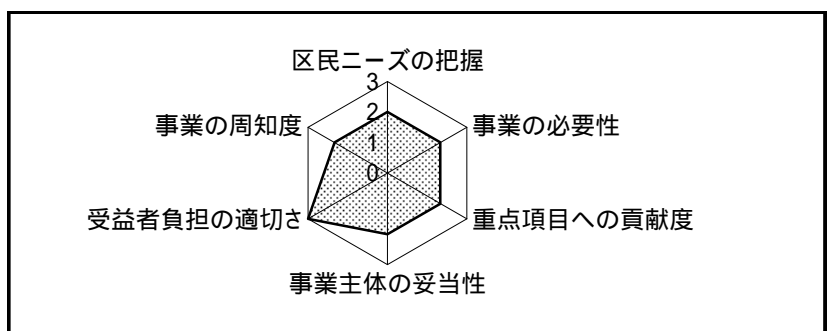 区民ニーズの把握
3
2
1
0
事業の周知度
事業の必要性
受益者負担の適切さ
重点項目への貢献度
事業主体の妥当性